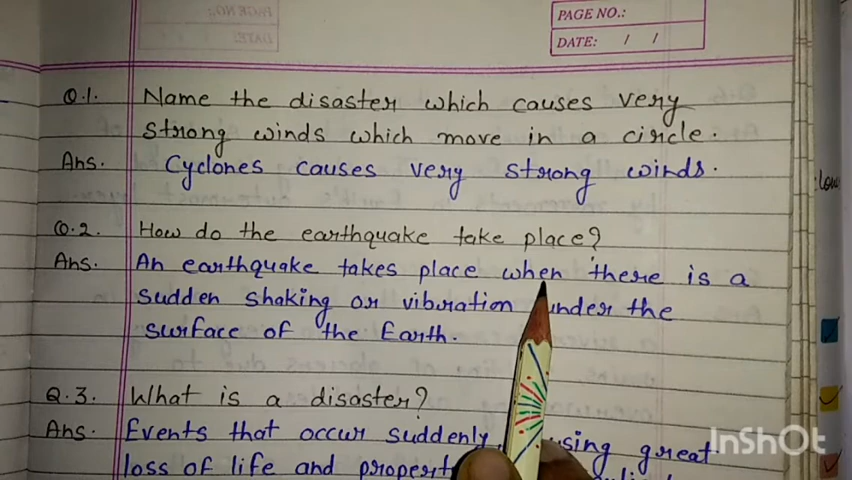 PAGE NO.:
DATE: / /
Q.1. Name the disaster which causes very
strong winds which move in a circle.
Ans. Cyclones causes very strong winds.
Q.2. How do the earthquake take place?
Ans. An earthquake takes place when there is a
sudden shaking or vibration under the
surface of the Earth.
Q.3. What is a disaster?
Ans. Events that occur suddenly, great
loss of life and
InShOt